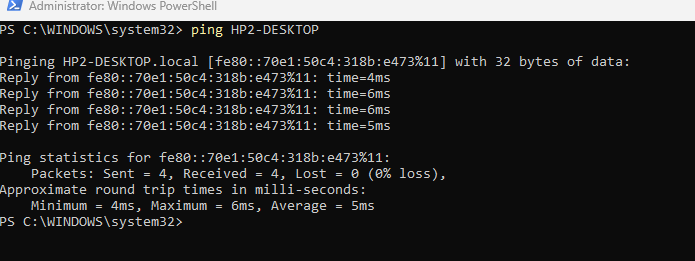 Administrator: Windows PowerShell
PS C:\WINDOWS\system32> ping HP2-DESKTOP
Pinging HP2-DESKTOP.local [fe80::70e1:50c4:318b:e473%11] with 32 bytes of data:
Reply from fe80::70e1:50c4:318b:e473%11: time=4ms
Reply from fe80::70e1:50c4:318b:e473%11: time=6ms
Reply from fe80::70e1:50c4:318b:e473%11: time=6ms
Reply from fe80::70e1:50c4:318b:e473%11: time=5ms
Ping statistics for fe80::70e1:50c4:318b:e473%11:
    Packets: Sent = 4, Received = 4, Lost = 0 (0% loss),
Approximate round trip times in milli-seconds:
    Minimum = 4ms, Maximum = 6ms, Average = 5ms
PS C:\WINDOWS\system32>